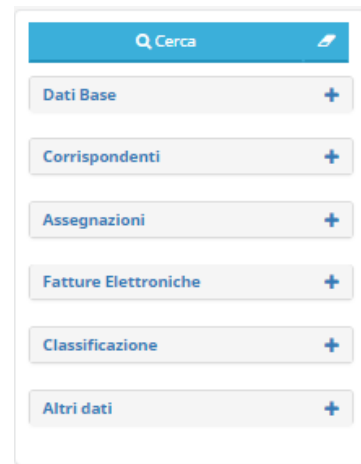 Cerca
Dati Base
Corrispondenti
Assegnazioni
Fatture Elettroniche
Classificazione
Altri dati